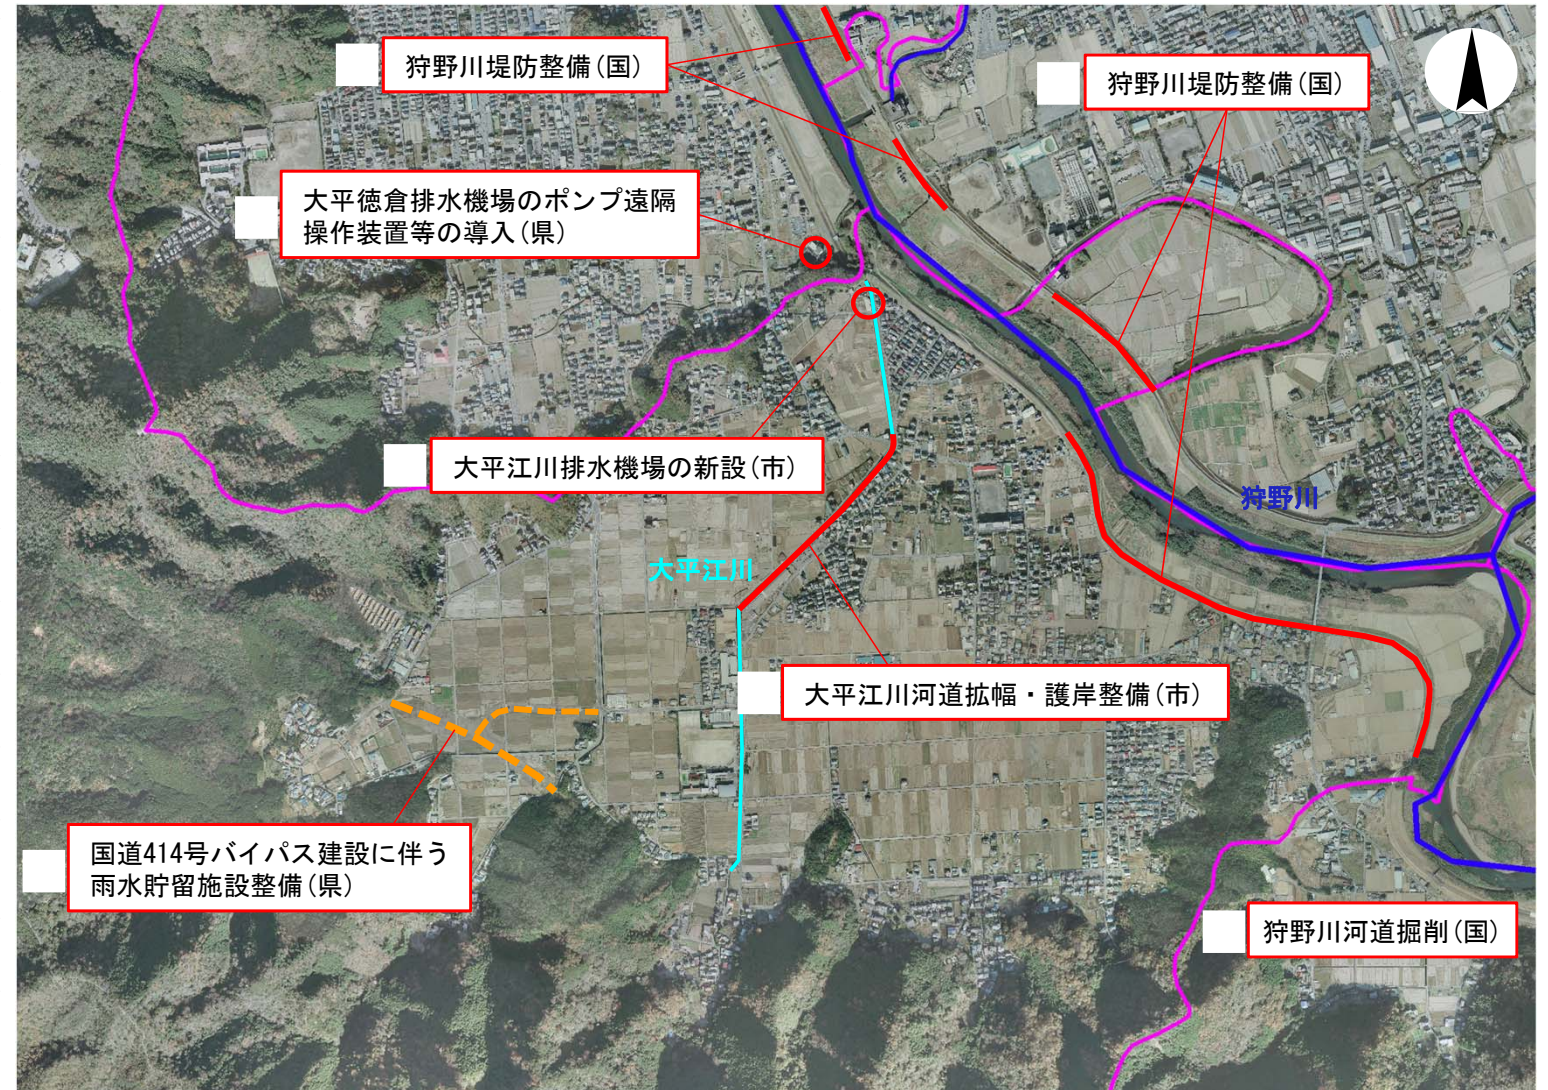 狩野川堤防整備(国)
狩野川堤防整備(国)
大平徳倉排水機場のポンプ遠隔
操作装置等の導入(県)
大平江川排水機場の新設(市)
狩野川
大平江川
大平江川河道拡幅・護岸整備(市)
国道414号バイパス建設に伴う
雨水貯留施設整備(県)
狩野川河道掘削(国)